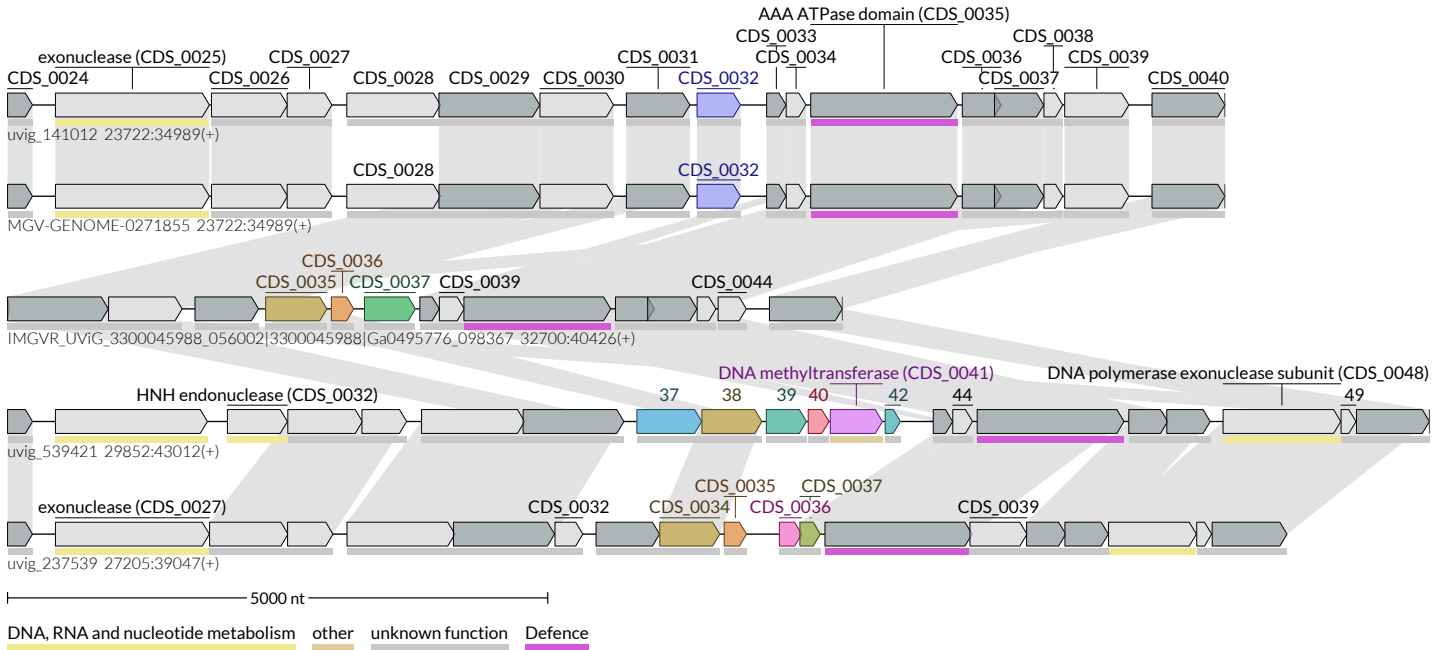 AAA ATPase domain (CDS_0035)
CDS_0033 CDS_0038
exonuclease (CDS_0025) CDS_0027 CDS_0031 CDS_0034 CDS_0036 CDS_0039
CDS_0024 CDS_0026 CDS_0028 CDS_0029 CDS_0030 CDS_0032 CDS_0037 CDS_0040
uvig_141012 23722:34989(+)
CDS_0028 CDS_0032
MGV-GENOME-0271855 23722:34989(+)
CDS_0036
CDS_0035 CDS_0037 CDS_0039 CDS_0044
IMGVR_UViG_3300045988_056002|3300045988|Ga0495776_098367 32700:40426(+)
DNA methyltransferase (CDS_0041) DNA polymerase exonuclease subunit (CDS_0048)
HNH endonuclease (CDS_0032) 37 38 39 40 42 44 49
uvig_539421 29852:43012(+)
CDS_0035 CDS_0037
exonuclease (CDS_0027) CDS_0032 CDS_0034 CDS_0036 CDS_0039
uvig_237539 27205:39047(+)
5000 nt
DNA, RNA and nucleotide metabolism other unknown function Defence